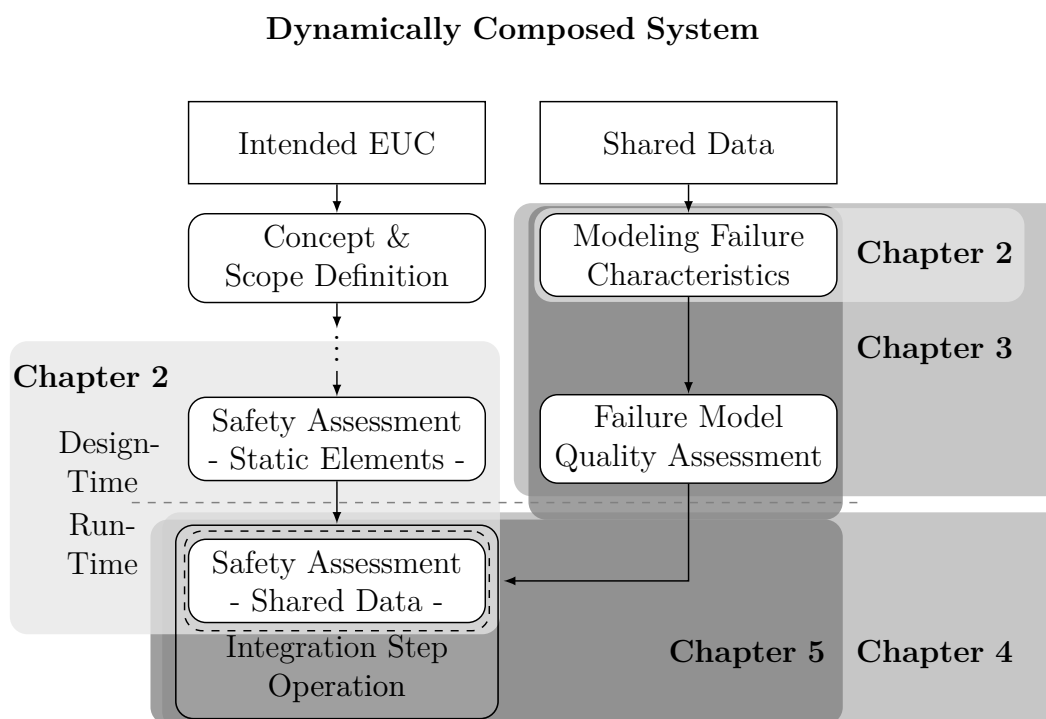 Dynamically Composed System
Intended EUC
Shared Data
Concept &
Scope Definition
Modeling Failure
Characteristics
Chapter 2
Chapter 3
Chapter 2
Safety Assessment
- Static Elements -
Failure Model
Quality Assessment
Design-
Time
Run-
Time
Safety Assessment
- Shared Data -
Integration Step
Operation
Chapter 5
Chapter 4